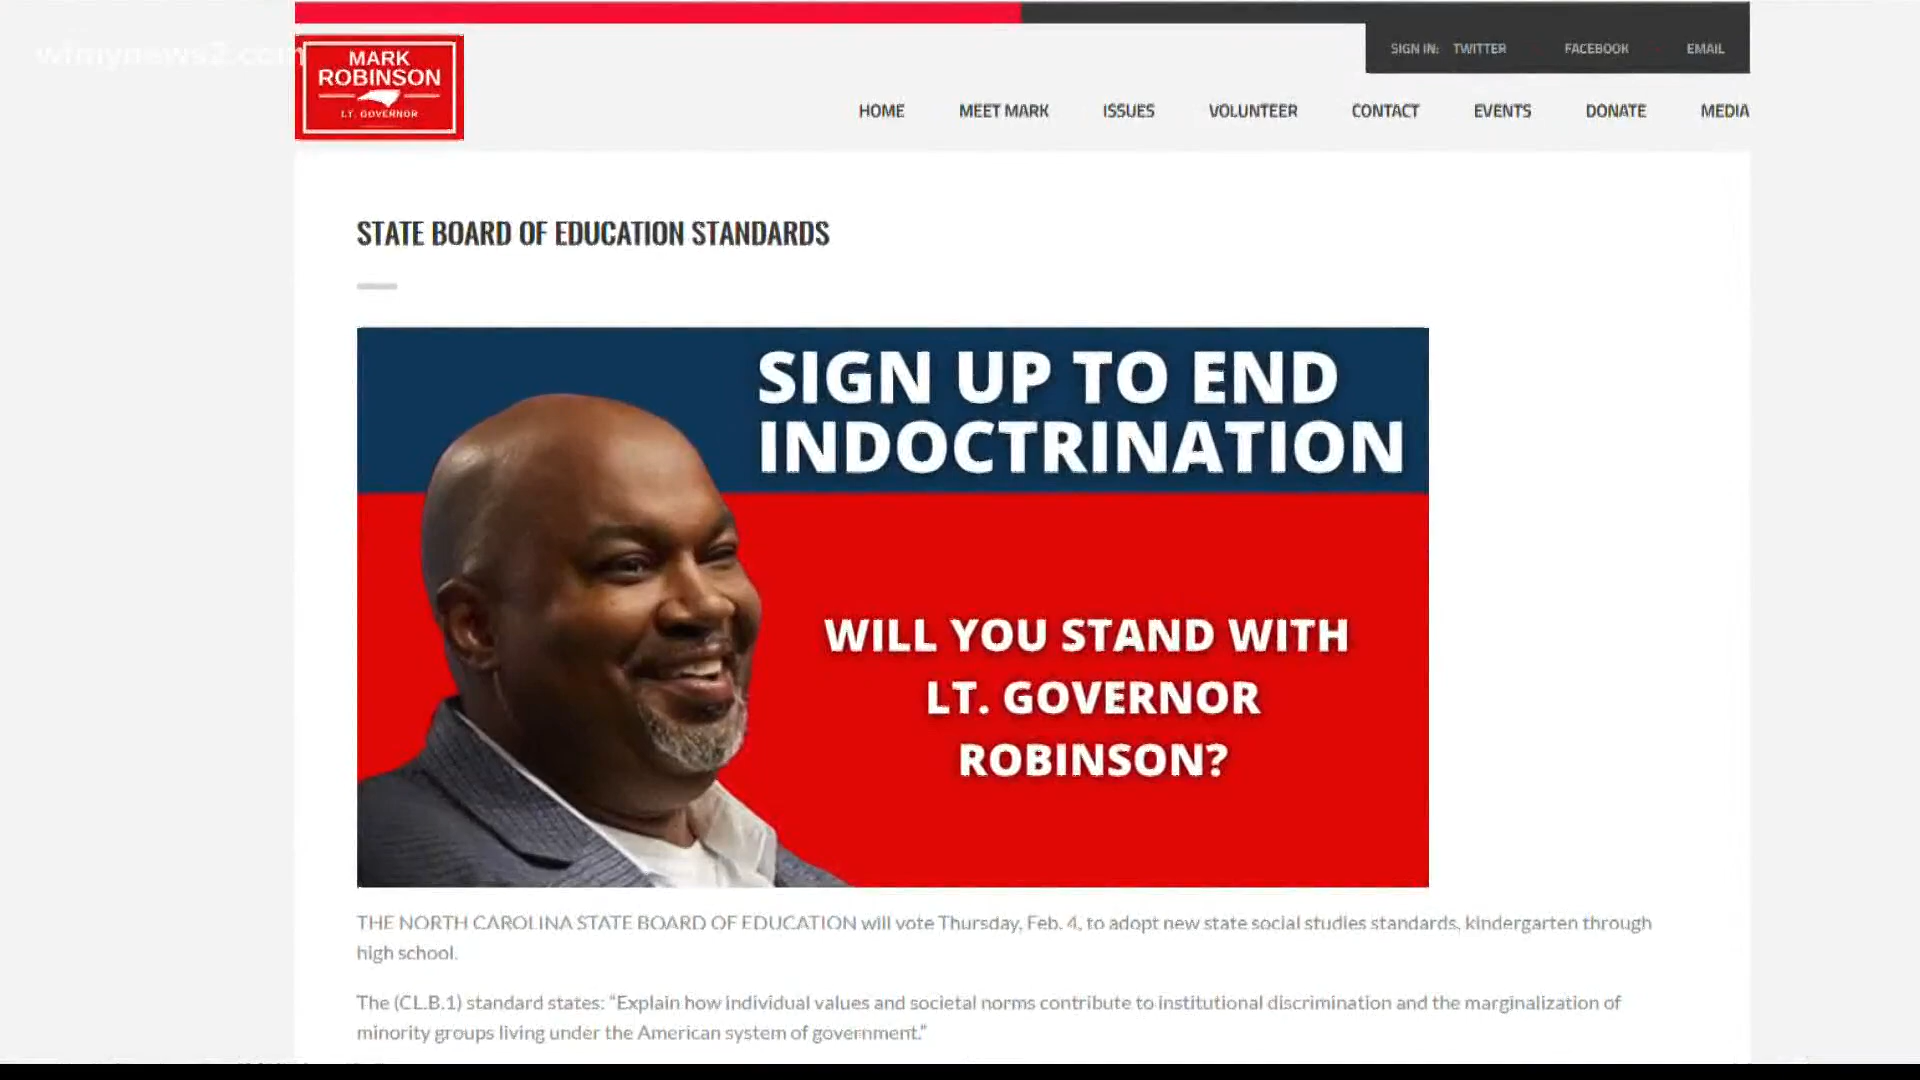 wfmynews2.com
MARK
ROBINSON
LT. GOVERNOR
SIGN IN: TWITTER FACEBOOK EMAIL
HOME MEET MARK ISSUES VOLUNTEER CONTACT EVENTS DONATE MEDIA
STATE BOARD OF EDUCATION STANDARDS
SIGN UP TO END
INDOCTRINATION
WILL YOU STAND WITH
LT. GOVERNOR
ROBINSON?
THE NORTH CAROLINA STATE BOARD OF EDUCATION will vote Thursday, Feb. 4, to adopt new state social studies standards, kindergarten through
high school.
The (CL.B.1) standard states: “Explain how individual values and societal norms contribute to institutional discrimination and the marginalization of
minority groups living under the American system of government.”